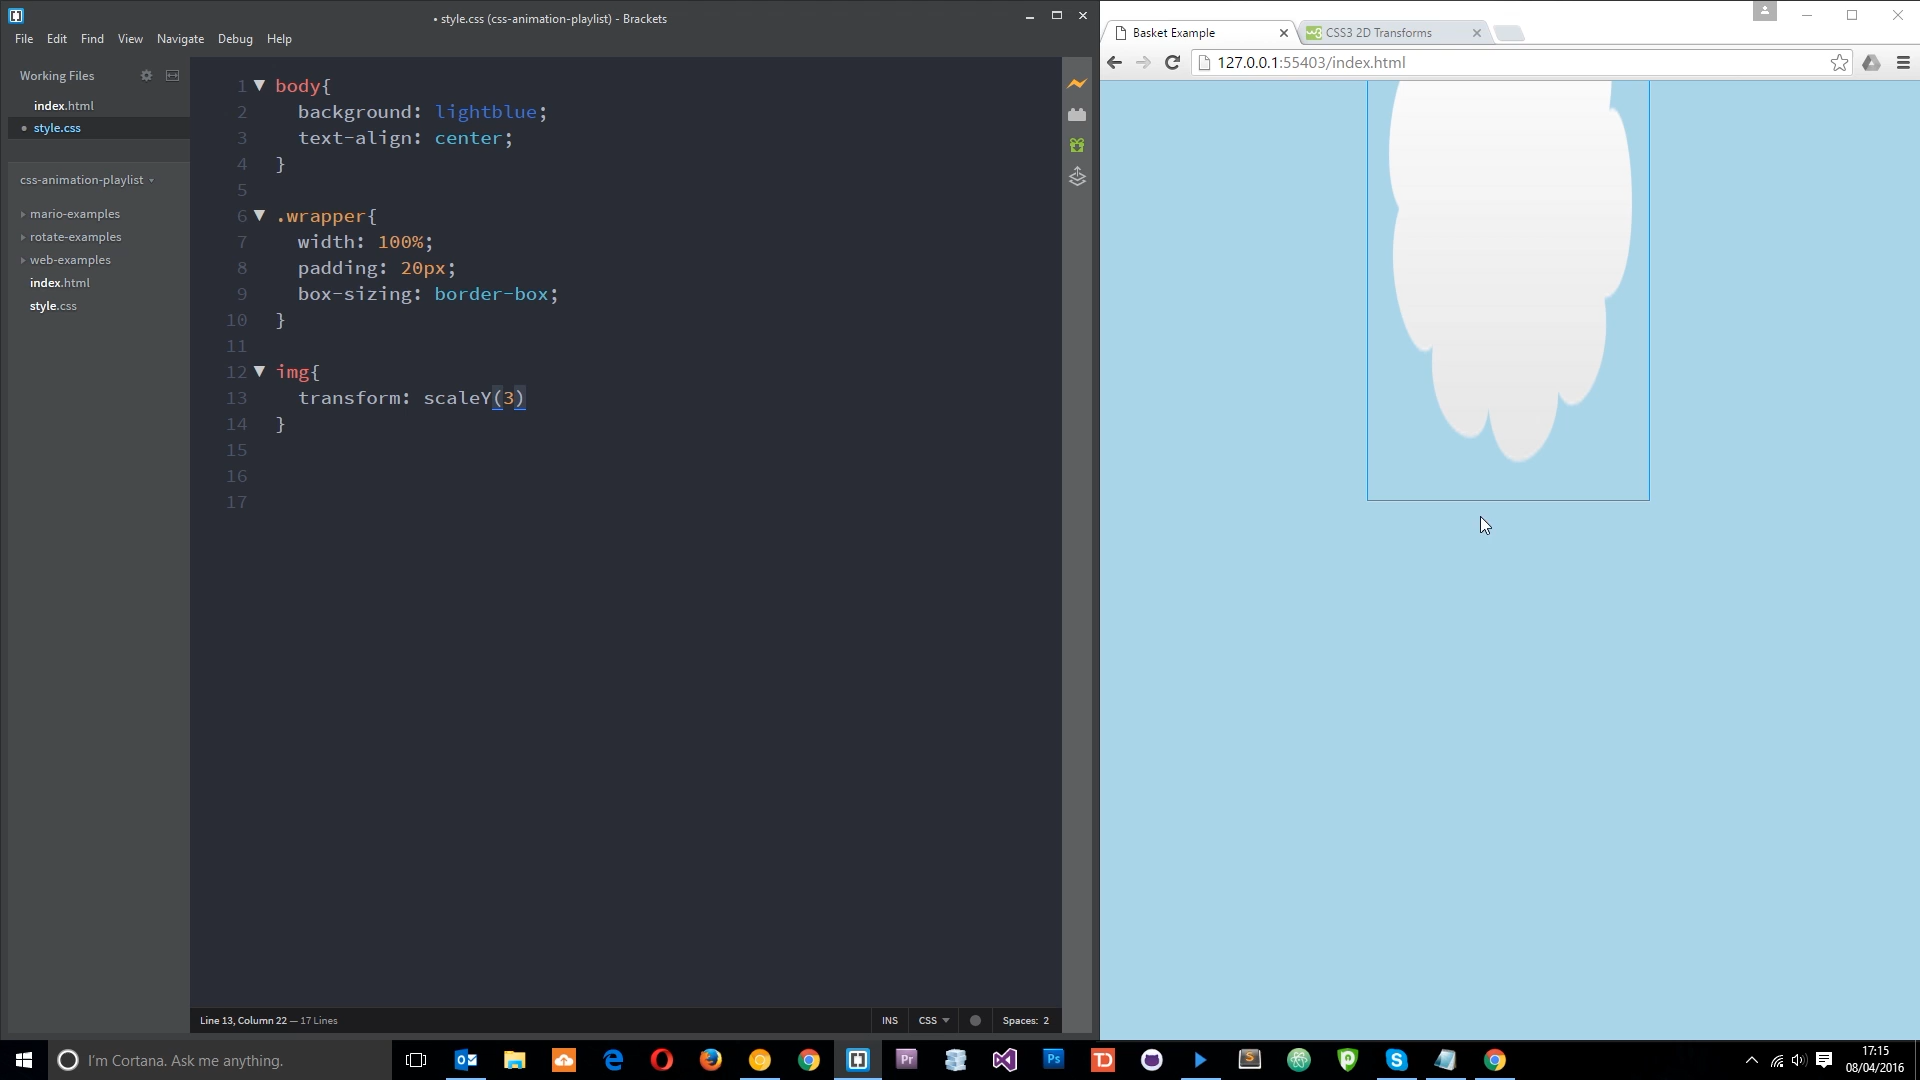 • style.css (css-animation-playlist) - Brackets
File Edit Find View Navigate Debug Help
Working Files
index.html
• style.css
css-animation-playlist
mario-examples
rotate-examples
web-examples
index.html
style.css
1 body{
2 background: lightblue;
3 text-align: center;
4 }
5
6 .wrapper{
7 width: 100%;
8 padding: 20px;
9 box-sizing: border-box;
10 }
11
12 img{
13 transform: scaleY(3)
14 }
15
16
17
Line 13, Column 22 — 17 Lines
INS CSS Spaces: 2
Basket Example
w3 CSS3 2D Transforms
127.0.0.1:55403/index.html
I'm Cortana. Ask me anything.
Pr
Ps
TD
S
17:15
08/04/2016